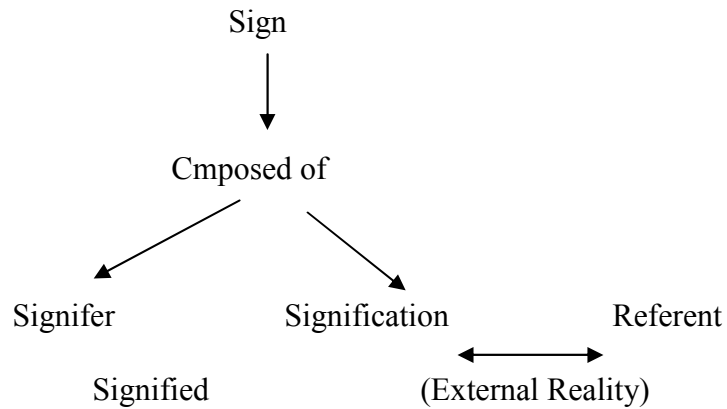 Sign
Cmposed of
Signifer Signification Referent
Signified (External Reality)